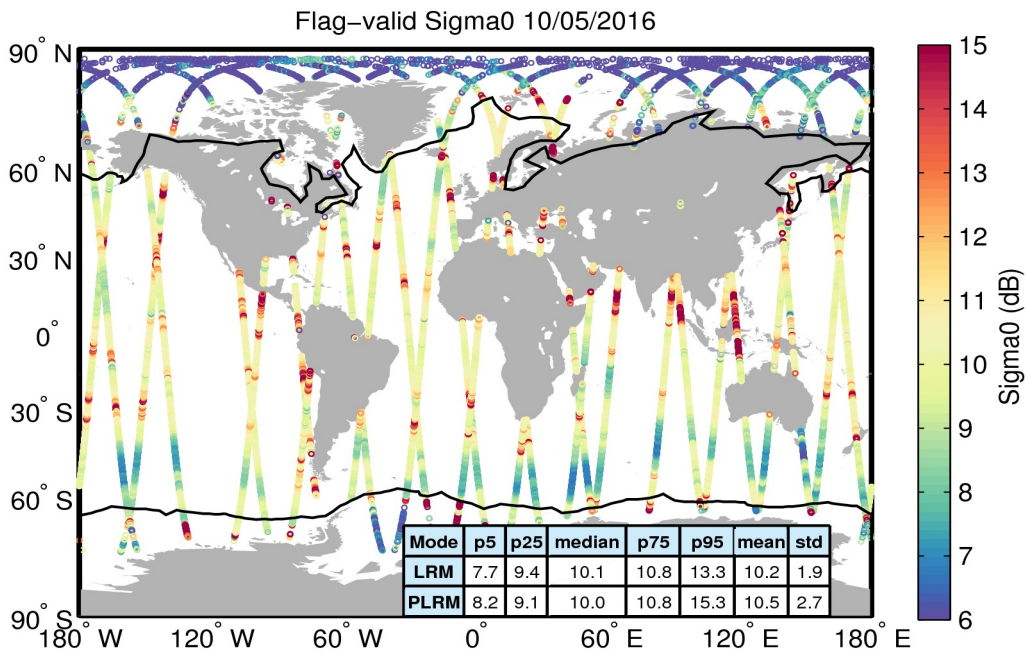 Flag−valid Sigma0 10/05/2016
90° N
60° N
30° N
0°
30° S
60° S
90° S
180° W
120° W
60° W
0°
60° E
120° E
180° E
Mode p5 p25 median p75 p95 mean std
LRM 7.7 9.4 10.1 10.8 13.3 10.2 1.9
PLRM 8.2 9.1 10.0 10.8 15.3 10.5 2.7
15
14
13
12
11
10
9
8
7
6
Sigma0 (dB)